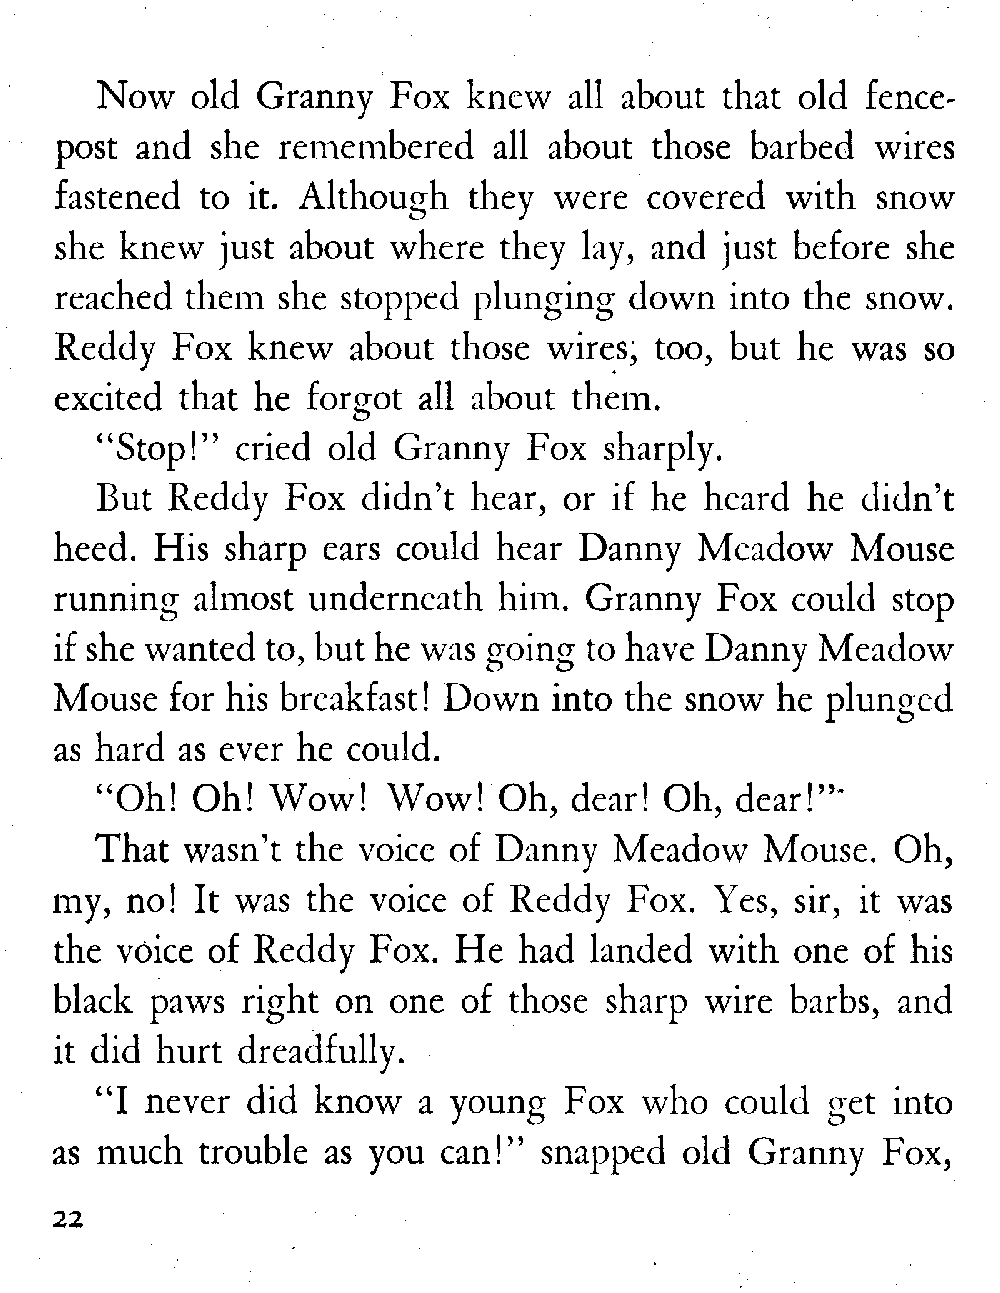 Now old Granny Fox knew all about that old fence-
post and she remembered all about those barbed wires
fastened to it. Although they were covered with snow
she knew just about where they lay, and just before she
reached them she stopped plunging down into the snow.
Reddy Fox knew about those wires, too, but he was so
excited that he forgot all about them.
“Stop!” cried old Granny Fox sharply.
But Reddy Fox didn’t hear, or if he heard he didn’t
heed. His sharp ears could hear Danny Meadow Mouse
running almost underneath him. Granny Fox could stop
if she wanted to, but he was going to have Danny Meadow
Mouse for his breakfast! Down into the snow he plunged
as hard as ever he could.
“Oh! Oh! Wow! Wow! Oh, dear! Oh, dear!”
That wasn’t the voice of Danny Meadow Mouse. Oh,
my, no! It was the voice of Reddy Fox. Yes, sir, it was
the voice of Reddy Fox. He had landed with one of his
black paws right on one of those sharp wire barbs, and
it did hurt dreadfully.
“I never did know a young Fox who could get into
as much trouble as you can!” snapped old Granny Fox,
22